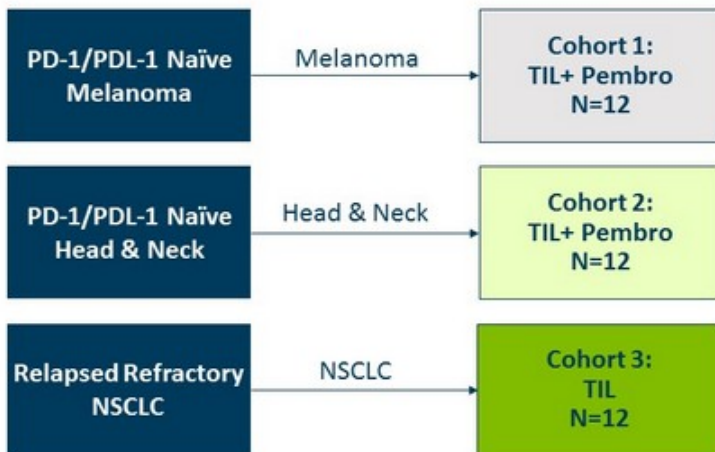 PD-1/PDL-1 Naïve
Melanoma
Melanoma
Cohort 1:
TIL+ Pembro
N=12
PD-1/PDL-1 Naïve
Head & Neck
Head & Neck
Cohort 2:
TIL+ Pembro
N=12
Relapsed Refractory
NSCLC
NSCLC
Cohort 3:
TIL
N=12